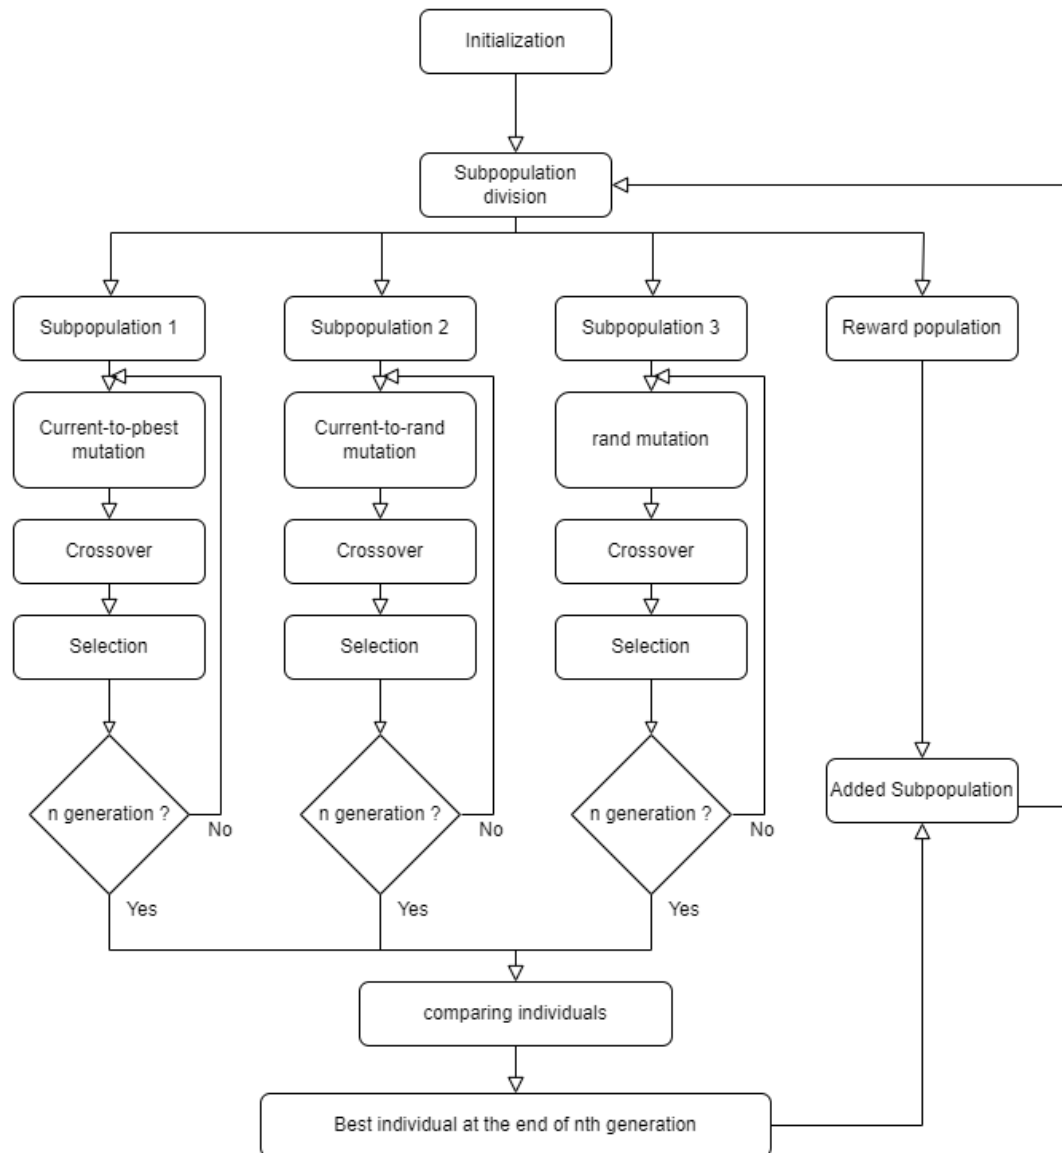 Initialization
Subpopulation
division
Subpopulation 1
Subpopulation 2
Subpopulation 3
Reward population
Current-to-pbest
mutation
Current-to-rand
mutation
rand mutation
Crossover
Crossover
Crossover
Selection
Selection
Selection
n generation ?
No
n generation ?
No
n generation ?
No
Added Subpopulation
Yes
Yes
Yes
comparing individuals
Best individual at the end of nth generation